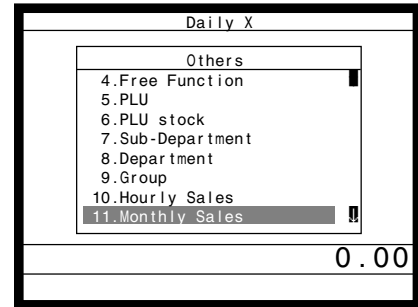 Daily X
Others
4.Free Function
5.PLU
6.PLU stock
7.Sub-Department
8.Department
9.Group
10.Hourly Sales
11.Monthly Sales
0.00